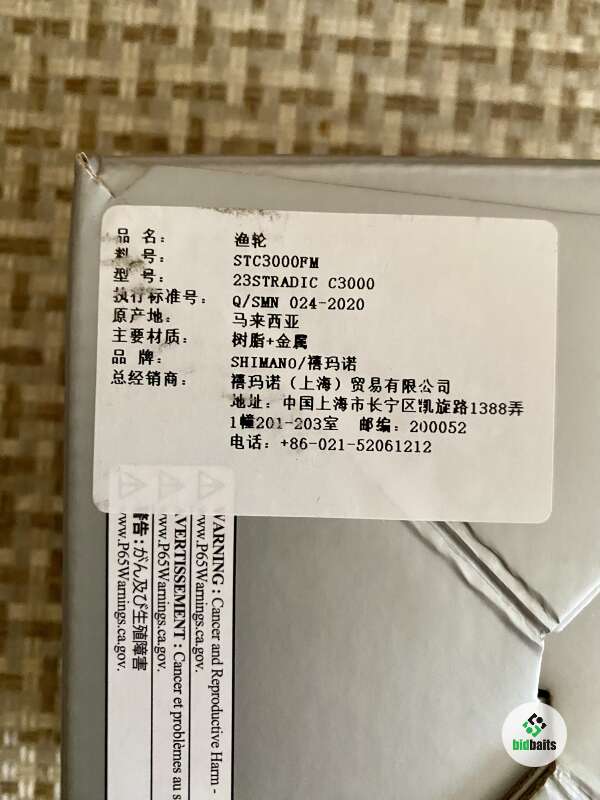 品 名: 渔轮
料 号: STC3000FM
型 号: 23STRADIC C3000
执行标准号: Q/SMN 024-2020
原产地: 马来西亚
主要材质: 树脂+金属
品 牌: SHIMANO/禧玛诺
总经销商: 禧玛诺（上海）贸易有限公司
地址: 中国上海市长宁区凯旋路1388弄
1幢201-203室 邮编: 200052
电话: +86-021-52061212
WARNING : Cancer and Reproductive Harm -
www.P65Warnings.ca.gov.
AVERTISSEMENT : Cancer et problèmes au s
www.P65Warnings.ca.gov.
警告 : がん及び生殖障害
www.P65Warnings.ca.gov.
bidbaits